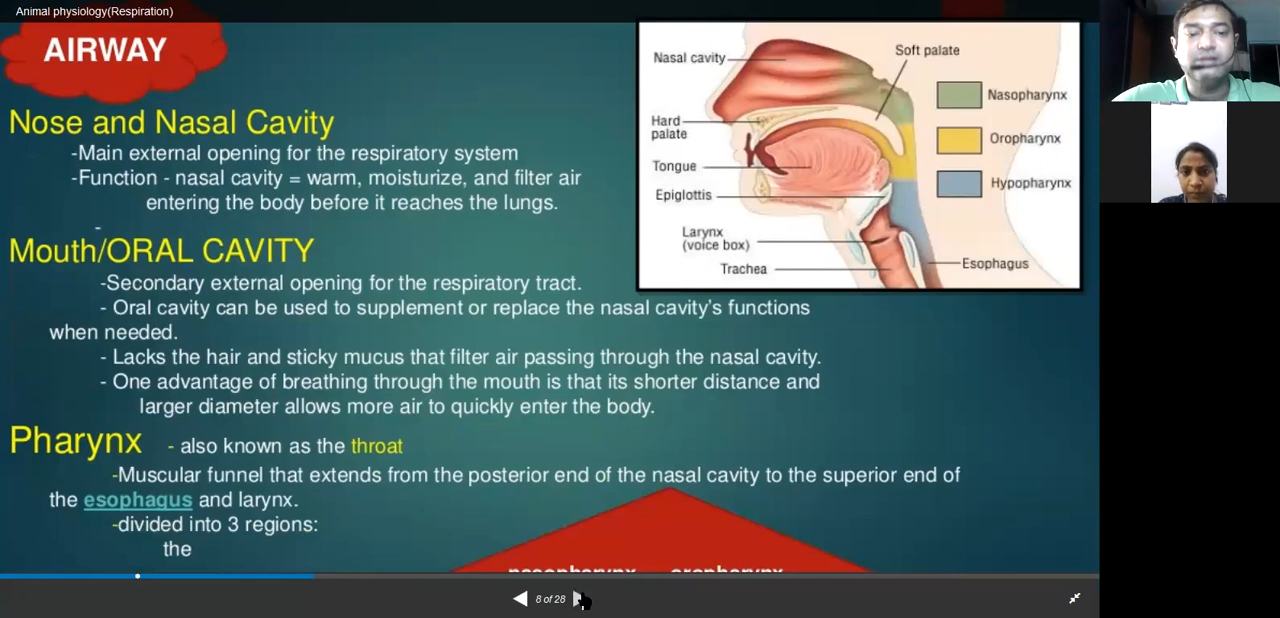 Animal physiology(Respiration)
AIRWAY
Nose and Nasal Cavity
-Main external opening for the respiratory system
-Function - nasal cavity = warm, moisturize, and filter air
entering the body before it reaches the lungs.
-
Mouth/ORAL CAVITY
-Secondary external opening for the respiratory tract.
- Oral cavity can be used to supplement or replace the nasal cavity's functions
when needed.
- Lacks the hair and sticky mucus that filter air passing through the nasal cavity.
- One advantage of breathing through the mouth is that its shorter distance and
larger diameter allows more air to quickly enter the body.
Pharynx - also known as the throat
-Muscular funnel that extends from the posterior end of the nasal cavity to the superior end of
the esophagus and larynx.
-divided into 3 regions:
the
nasopharynx oropharynx
Nasal cavity
Hard
palate
Tongue
Epiglottis
Larynx
(voice box)
Trachea
Soft palate
Nasopharynx
Oropharynx
Hypopharynx
Esophagus
8 of 28